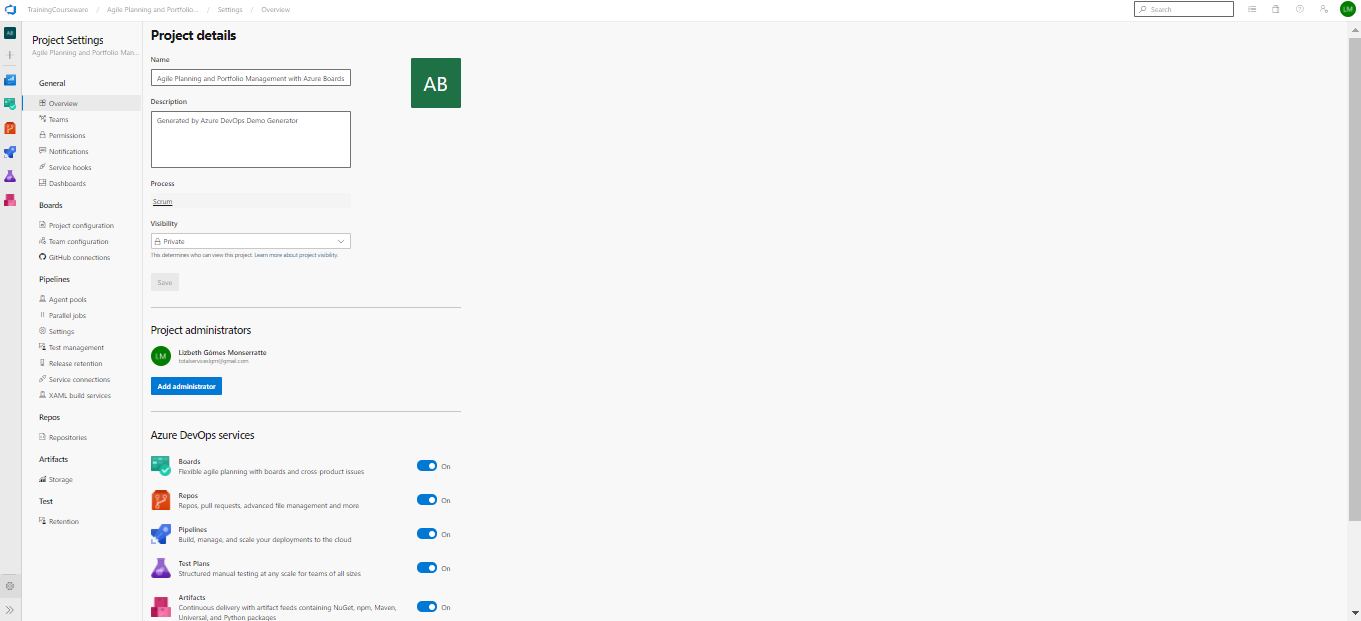 TrainingCourseware / Agile Planning and Portfolio... / Settings / Overview
Search
LM
AB
Project Settings
Agile Planning and Portfolio Man...
General
Overview
Teams
Permissions
Notifications
Service hooks
Dashboards
Boards
Project configuration
Team configuration
GitHub connections
Pipelines
Agent pools
Parallel jobs
Settings
Test management
Release retention
Service connections
XAML build services
Repos
Repositories
Artifacts
Storage
Test
Retention
Project details
Name
Agile Planning and Portfolio Management with Azure Boards
AB
Description
Generated by Azure DevOps Demo Generator
Process
Scrum
Visibility
Private
This determines who can view this project. Learn more about project visibility.
Save
Project administrators
LM
Lizbeth Gómes Monserratte
totalserviceslgm@gmail.com
Add administrator
Azure DevOps services
Boards
Flexible agile planning with boards and cross-product issues
On
Repos
Repos, pull requests, advanced file management and more
On
Pipelines
Build, manage, and scale your deployments to the cloud
On
Test Plans
Structured manual testing at any scale for teams of all sizes
On
Artifacts
Continuous delivery with artifact feeds containing NuGet, npm, Maven,
Universal, and Python packages
On